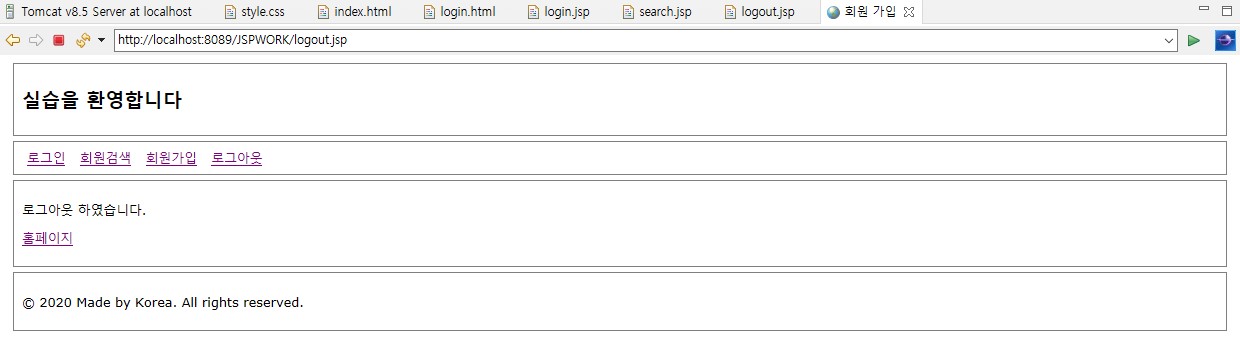 Tomcat v8.5 Server at localhost style.css index.html login.html login.jsp search.jsp logout.jsp 회원 가입
http://localhost:8089/JSPWORK/logout.jsp
실습을 환영합니다
로그인 회원검색 회원가입 로그아웃
로그아웃 하였습니다.
홈페이지
© 2020 Made by Korea. All rights reserved.